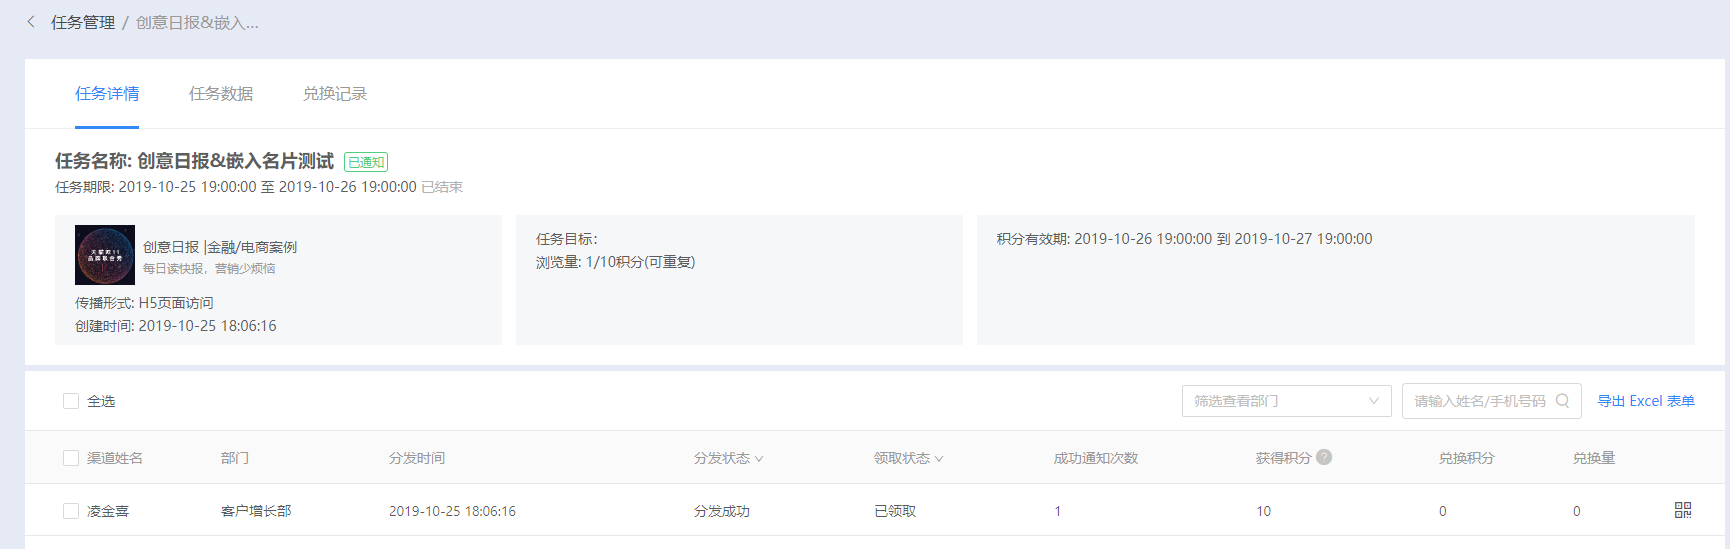 任务管理 / 创意日报&嵌入...
任务详情 任务数据 兑换记录
任务名称: 创意日报&嵌入名片测试 已通知
任务期限: 2019-10-25 19:00:00 至 2019-10-26 19:00:00 已结束
天猫双11
品牌联合秀
创意日报 |金融/电商案例
每日读快报，营销少烦恼
传播形式: H5页面访问
创建时间: 2019-10-25 18:06:16
任务目标：
浏览量: 1/10积分(可重复)
积分有效期: 2019-10-26 19:00:00 到 2019-10-27 19:00:00
全选 筛选查看部门 请输入姓名/手机号码 导出 Excel 表单
渠道姓名 部门 分发时间 分发状态 领取状态 成功通知次数 获得积分 ? 兑换积分 兑换量
凌金喜 客户增长部 2019-10-25 18:06:16 分发成功 已领取 1 10 0 0